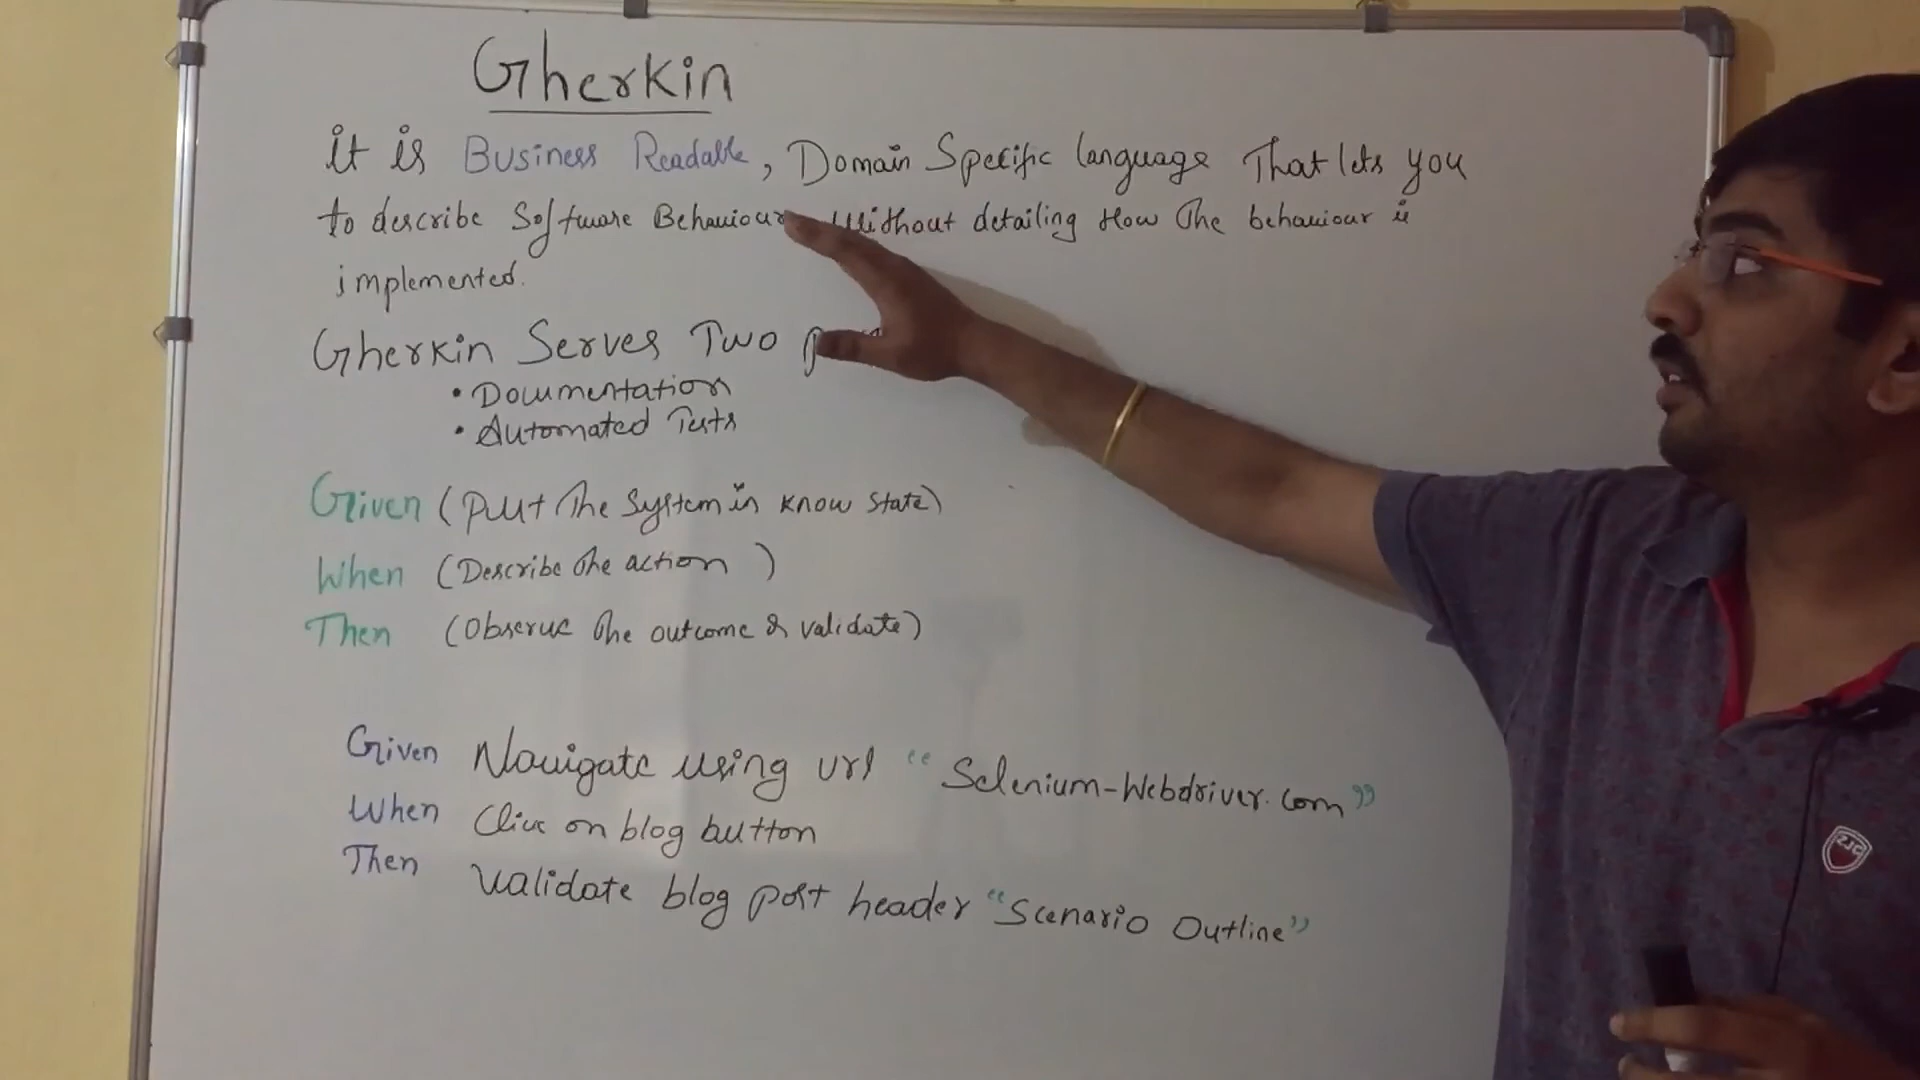 Gherkin
it is Business Readable, Domain Specific language That lets you
to describe Software Behaviour without detailing How The behaviour is
implemented.
Gherkin Serves Two
• Documentation
• Automated Tests
Given (Put The System in know state)
When (Describe The action )
Then (Observe The outcome & validate)
Given Navigate using url "Selenium-Webdriver.com"
When Clicc on blog button
Then Validate blog post header "Scenario Outline"
ZJC